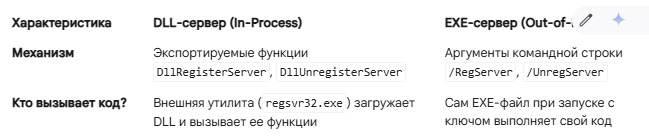 Характеристика DLL-сервер (In-Process) EXE-сервер (Out-of-
Механизм Экспортируемые функции Аргументы командной строки
DllRegisterServer, DllUnregisterServer /RegServer, /UnregServer
Кто вызывает код? Внешняя утилита (regsvr32.exe) загружает Сам EXE-файл при запуске с
DLL и вызывает ее функции ключом выполняет свой код